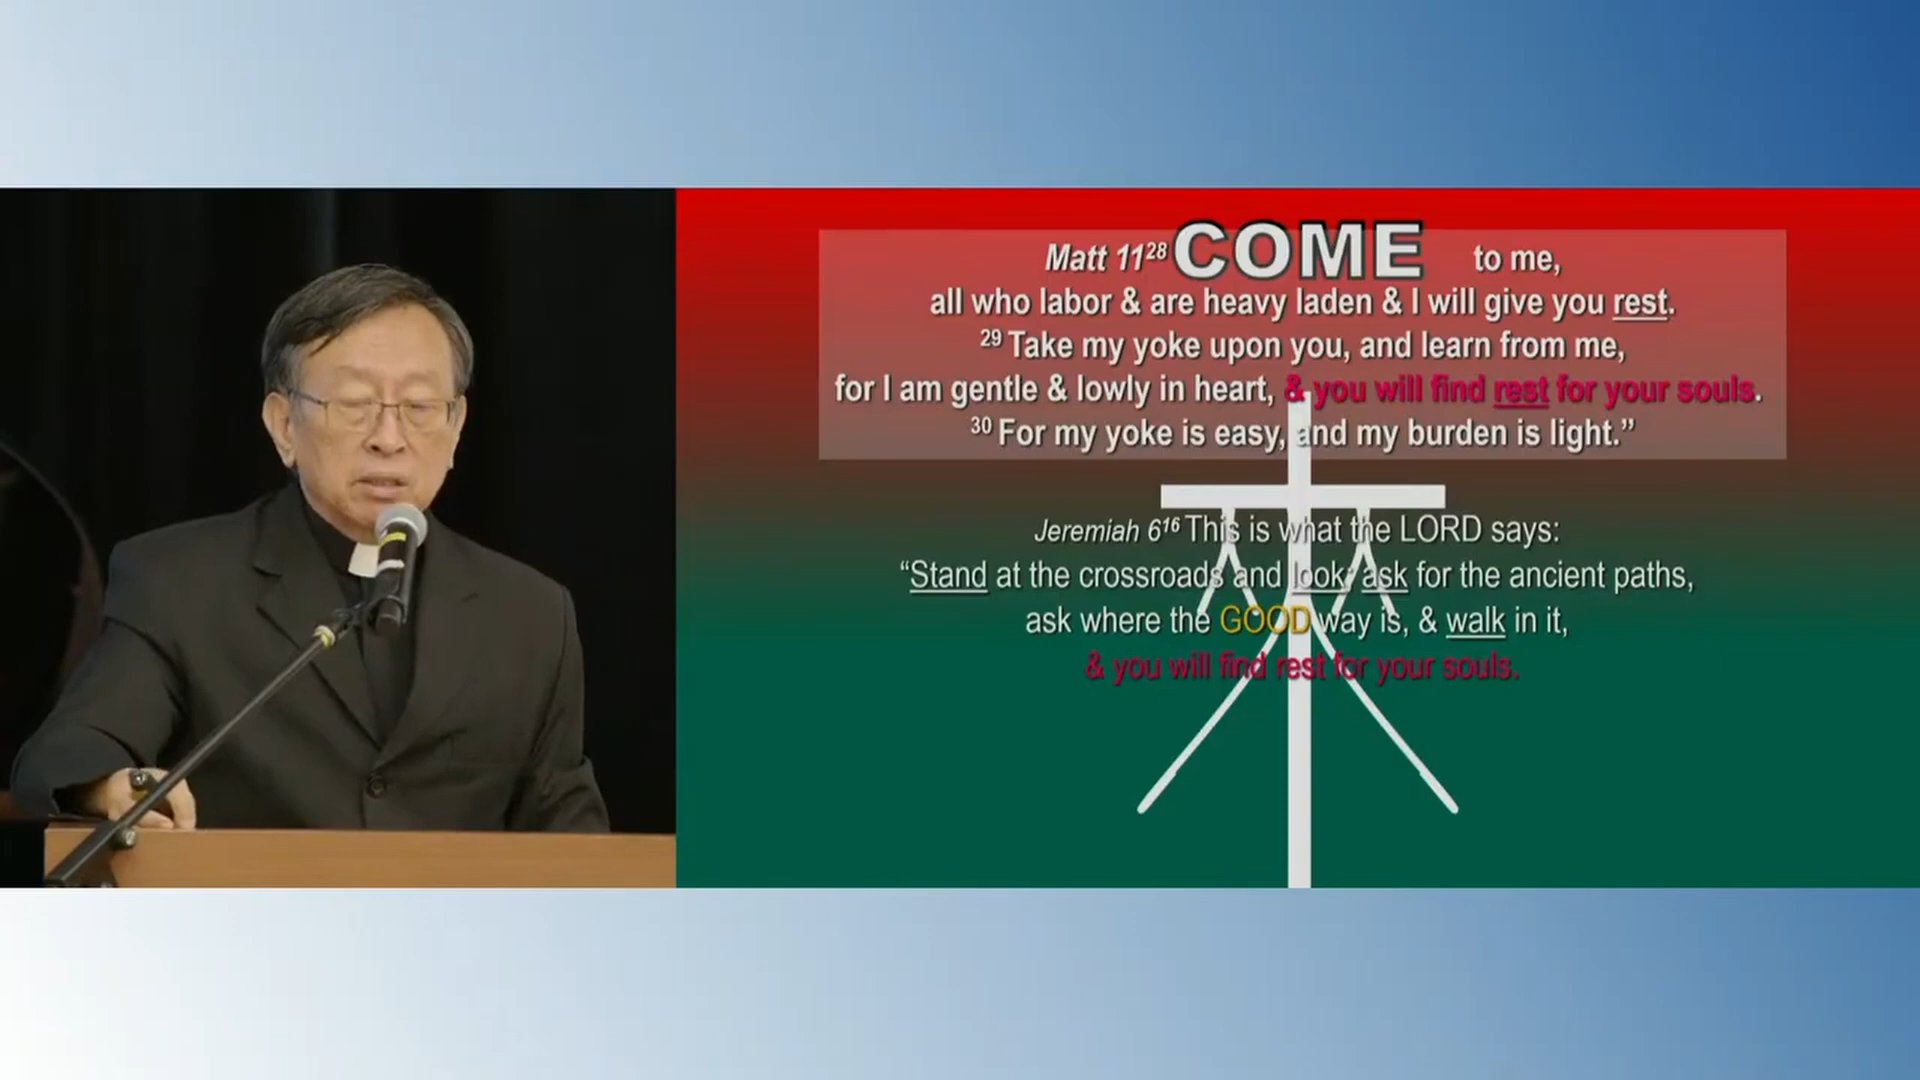 Matt 11²⁸ COME to me,
all who labor & are heavy laden & I will give you rest.
²⁹ Take my yoke upon you, and learn from me,
for I am gentle & lowly in heart, & you will find rest for your souls.
³⁰ For my yoke is easy, and my burden is light.”
Jeremiah 6¹⁶ This is what the LORD says:
“Stand at the crossroads and look; ask for the ancient paths,
ask where the GOOD way is, & walk in it,
& you will find rest for your souls.